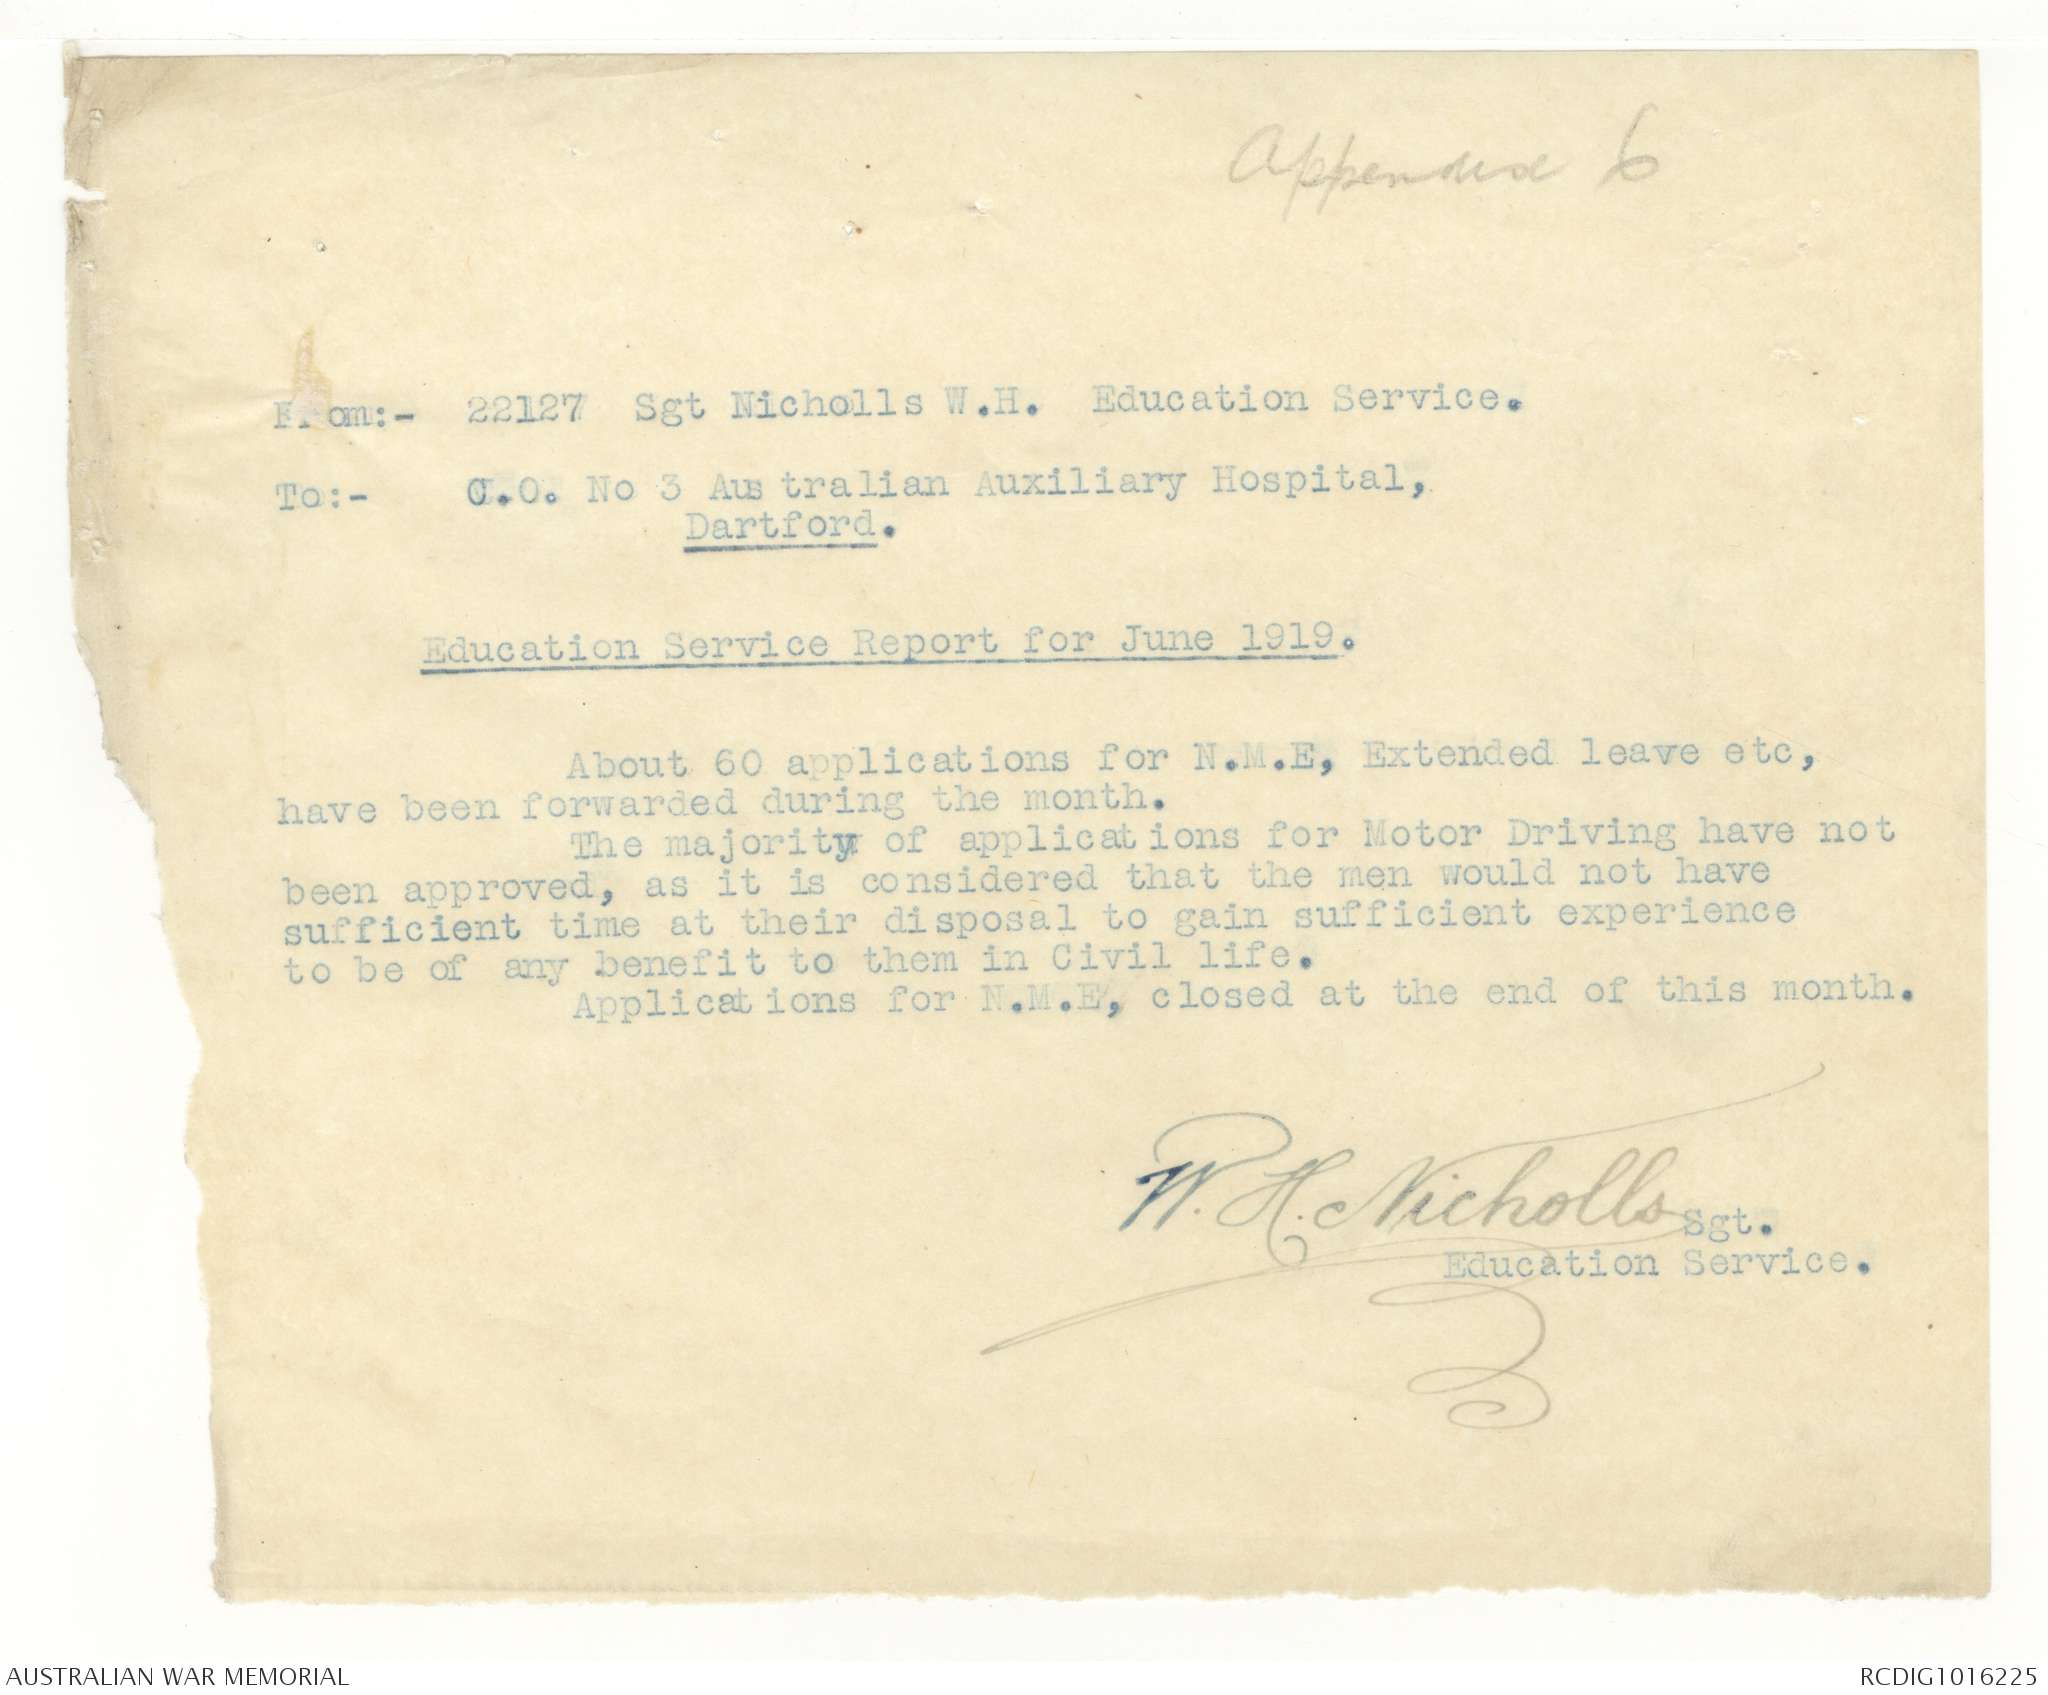 Appendix 6
From:- 22127 Sgt Nicholls W.H. Education Service.
To:- C.O. No 3 Australian Auxiliary Hospital,
Dartford.
Education Service Report for June 1919.
About 60 applications for N.M.E, Extended leave etc,
have been forwarded during the month.
The majority of applications for Motor Driving have not
been approved, as it is considered that the men would not have
sufficient time at their disposal to gain sufficient experience
to be of any benefit to them in Civil life.
Applications for N.M.E, closed at the end of this month.
W. H. Nicholls Sgt.
Education Service.
AUSTRALIAN WAR MEMORIAL
RCDIG1016225